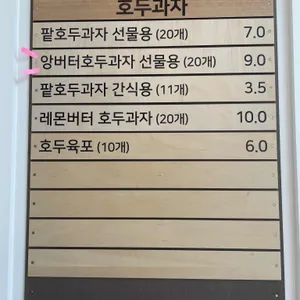 호두과자
팥호두과자 선물용 (20개) 7.0
앙버터호두과자 선물용 (20개) 9.0
팥호두과자 간식용 (11개) 3.5
레몬버터 호두과자 (20개) 10.0
호두육포 (10개) 6.0